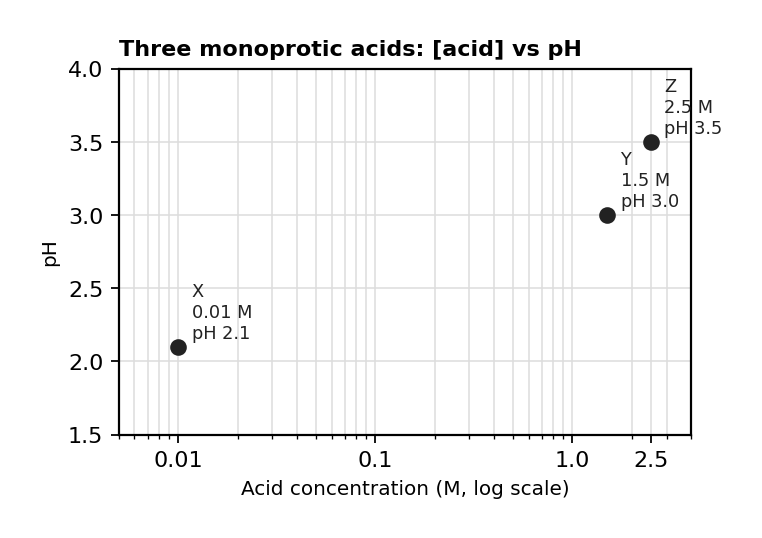 Three monoprotic acids: [acid] vs pH
4.0
3.5
3.0
2.5
2.0
1.5
pH
Z
2.5 M
pH 3.5
Y
1.5 M
pH 3.0
X
0.01 M
pH 2.1
0.01
0.1
1.0
2.5
Acid concentration (M, log scale)